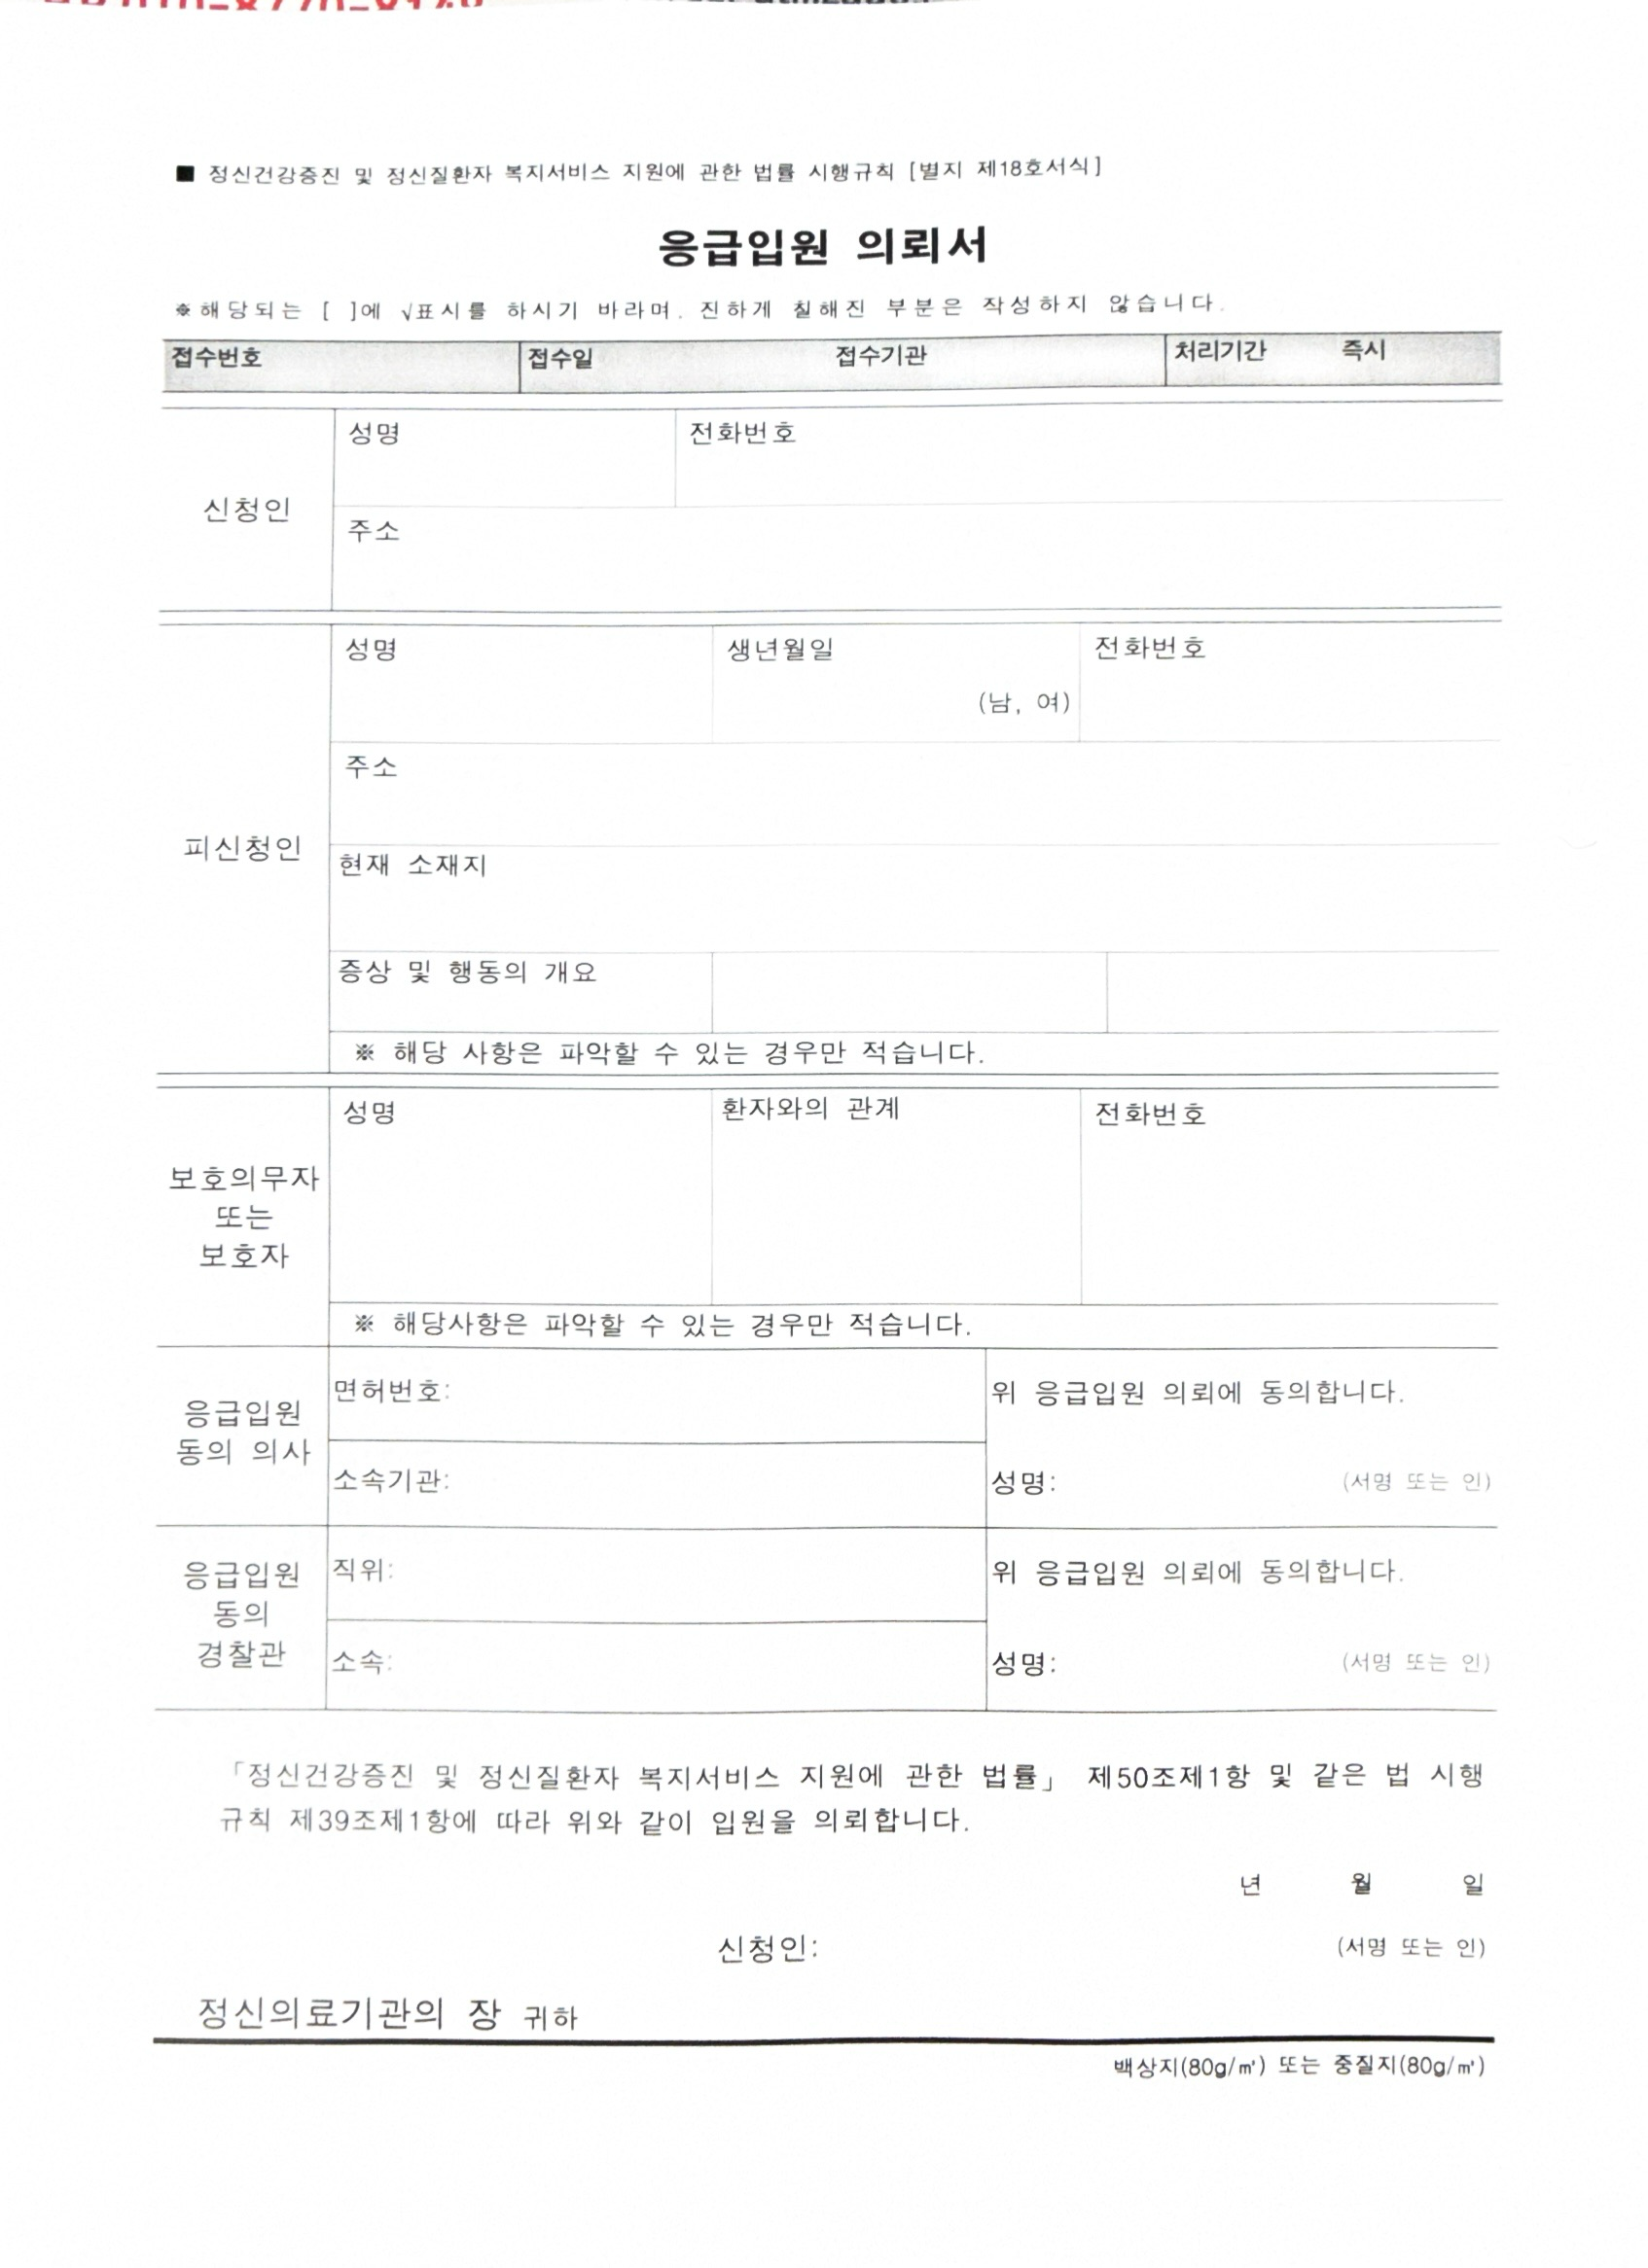 ■ 정신건강증진 및 정신질환자 복지서비스 지원에 관한 법률 시행규칙 [별지 제18호서식]
응급입원 의뢰서
※해당되는 [ ]에 √표시를 하시기 바라며. 진하게 칠해진 부분은 작성하지 않습니다.
접수번호 접수일 접수기관 처리기간 즉시
신청인
성명 전화번호
주소
피신청인
성명 생년월일 전화번호
(남, 여)
주소
현재 소재지
증상 및 행동의 개요
※ 해당 사항은 파악할 수 있는 경우만 적습니다.
보호의무자
또는
보호자
성명 환자와의 관계 전화번호
※ 해당사항은 파악할 수 있는 경우만 적습니다.
응급입원
동의 의사
면허번호: 위 응급입원 의뢰에 동의합니다.
소속기관: 성명: (서명 또는 인)
응급입원
동의
경찰관
직위: 위 응급입원 의뢰에 동의합니다.
소속: 성명: (서명 또는 인)
「정신건강증진 및 정신질환자 복지서비스 지원에 관한 법률」 제50조제1항 및 같은 법 시행
규칙 제39조제1항에 따라 위와 같이 입원을 의뢰합니다.
년 월 일
신청인: (서명 또는 인)
정신의료기관의 장 귀하
백상지(80g/㎡) 또는 중질지(80g/㎡)